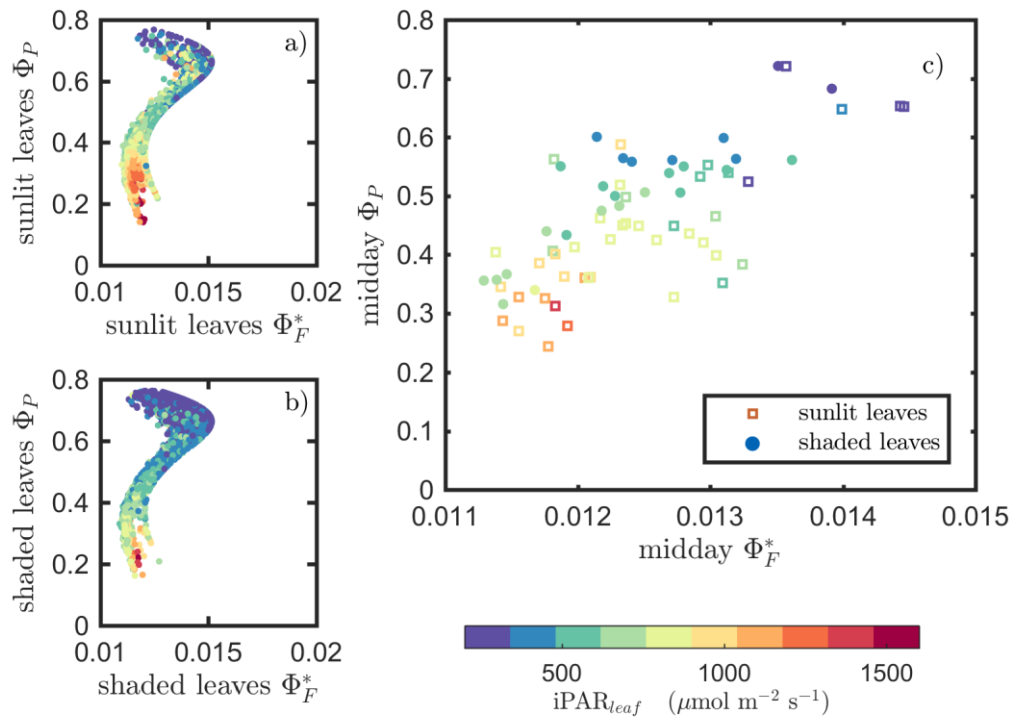 a)
0.8
0.6
0.4
0.2
0
sunlit leaves Φ_P
0.01 0.015 0.02
sunlit leaves Φ*_F
b)
0.8
0.6
0.4
0.2
0
shaded leaves Φ_P
0.01 0.015 0.02
shaded leaves Φ*_F
c)
0.8
0.7
0.6
0.5
0.4
0.3
0.2
0.1
0
midday Φ_P
sunlit leaves
shaded leaves
0.011 0.012 0.013 0.014 0.015
midday Φ*_F
500 1000 1500
iPAR_leaf (μmol m⁻² s⁻¹)